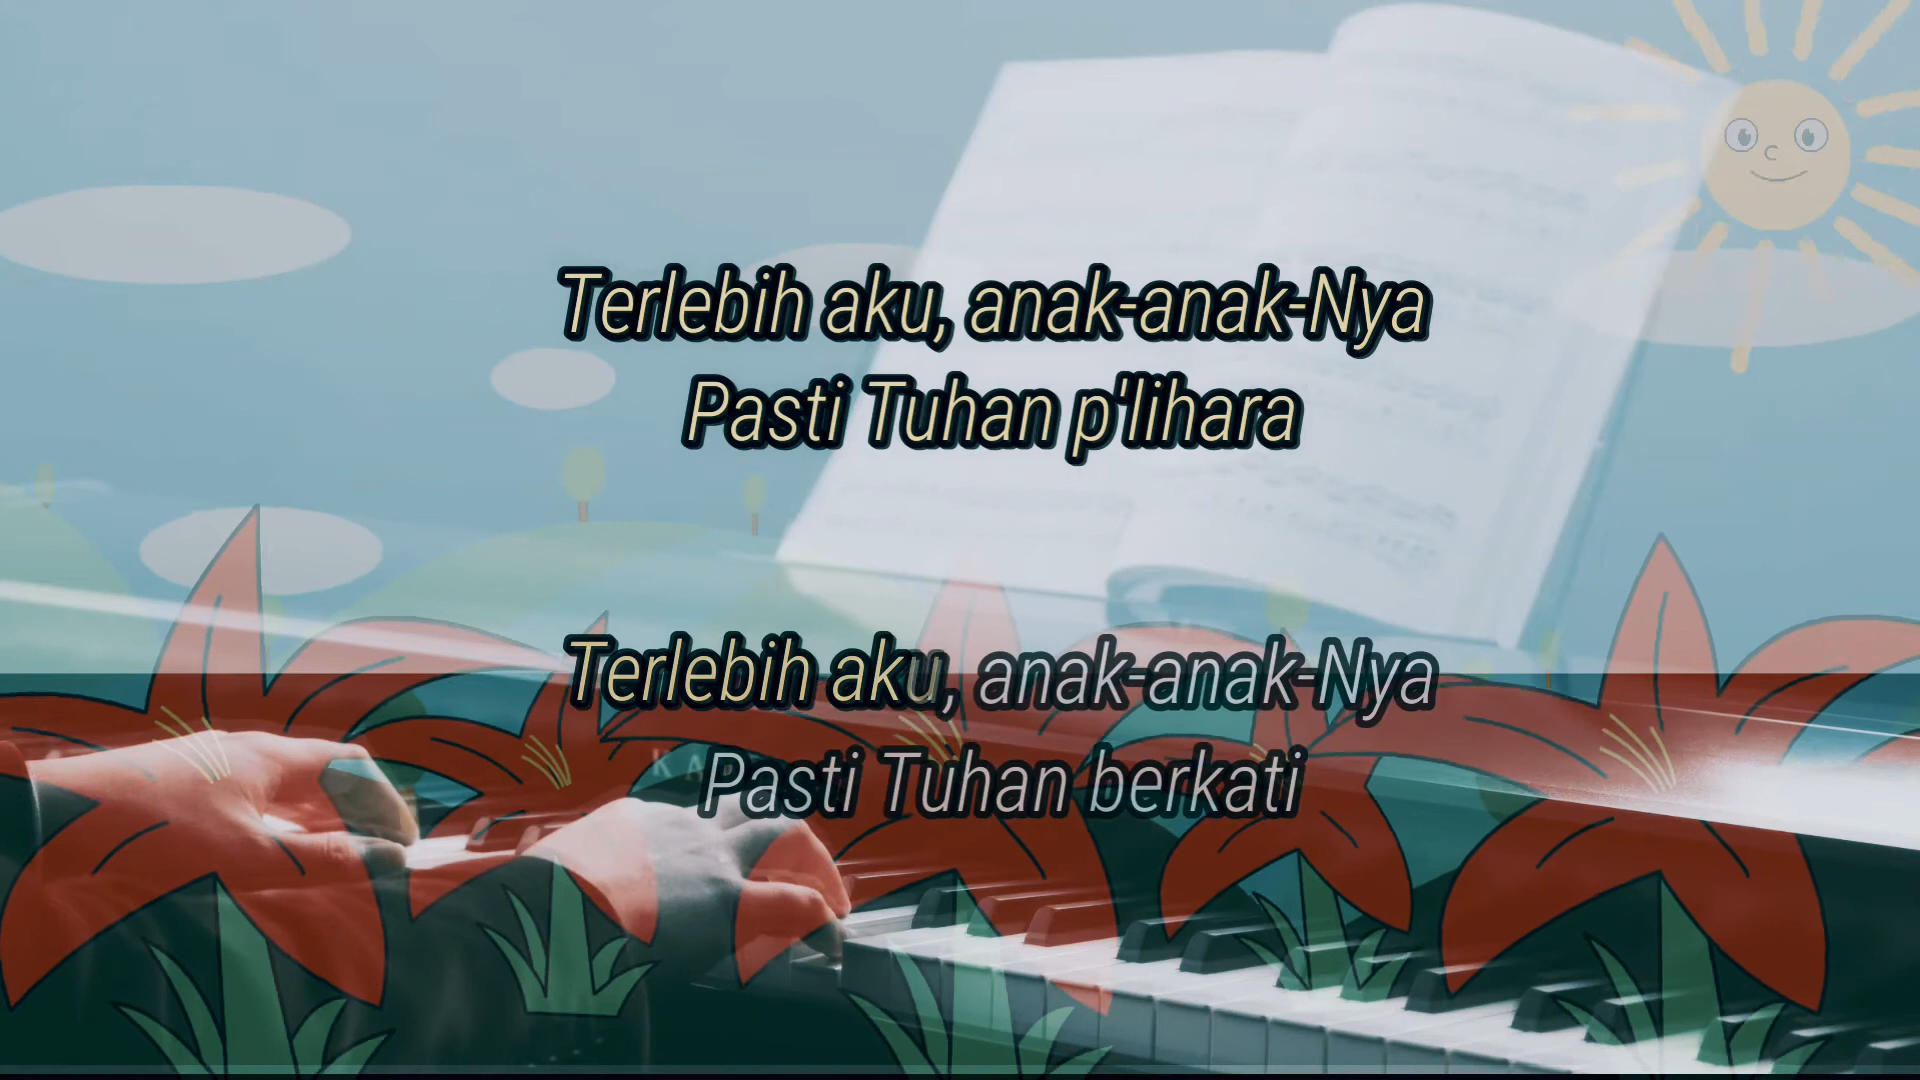 Terlebih aku, anak-anak-Nya
Pasti Tuhan p'lihara
Terlebih aku, anak-anak-Nya
Pasti Tuhan berkati